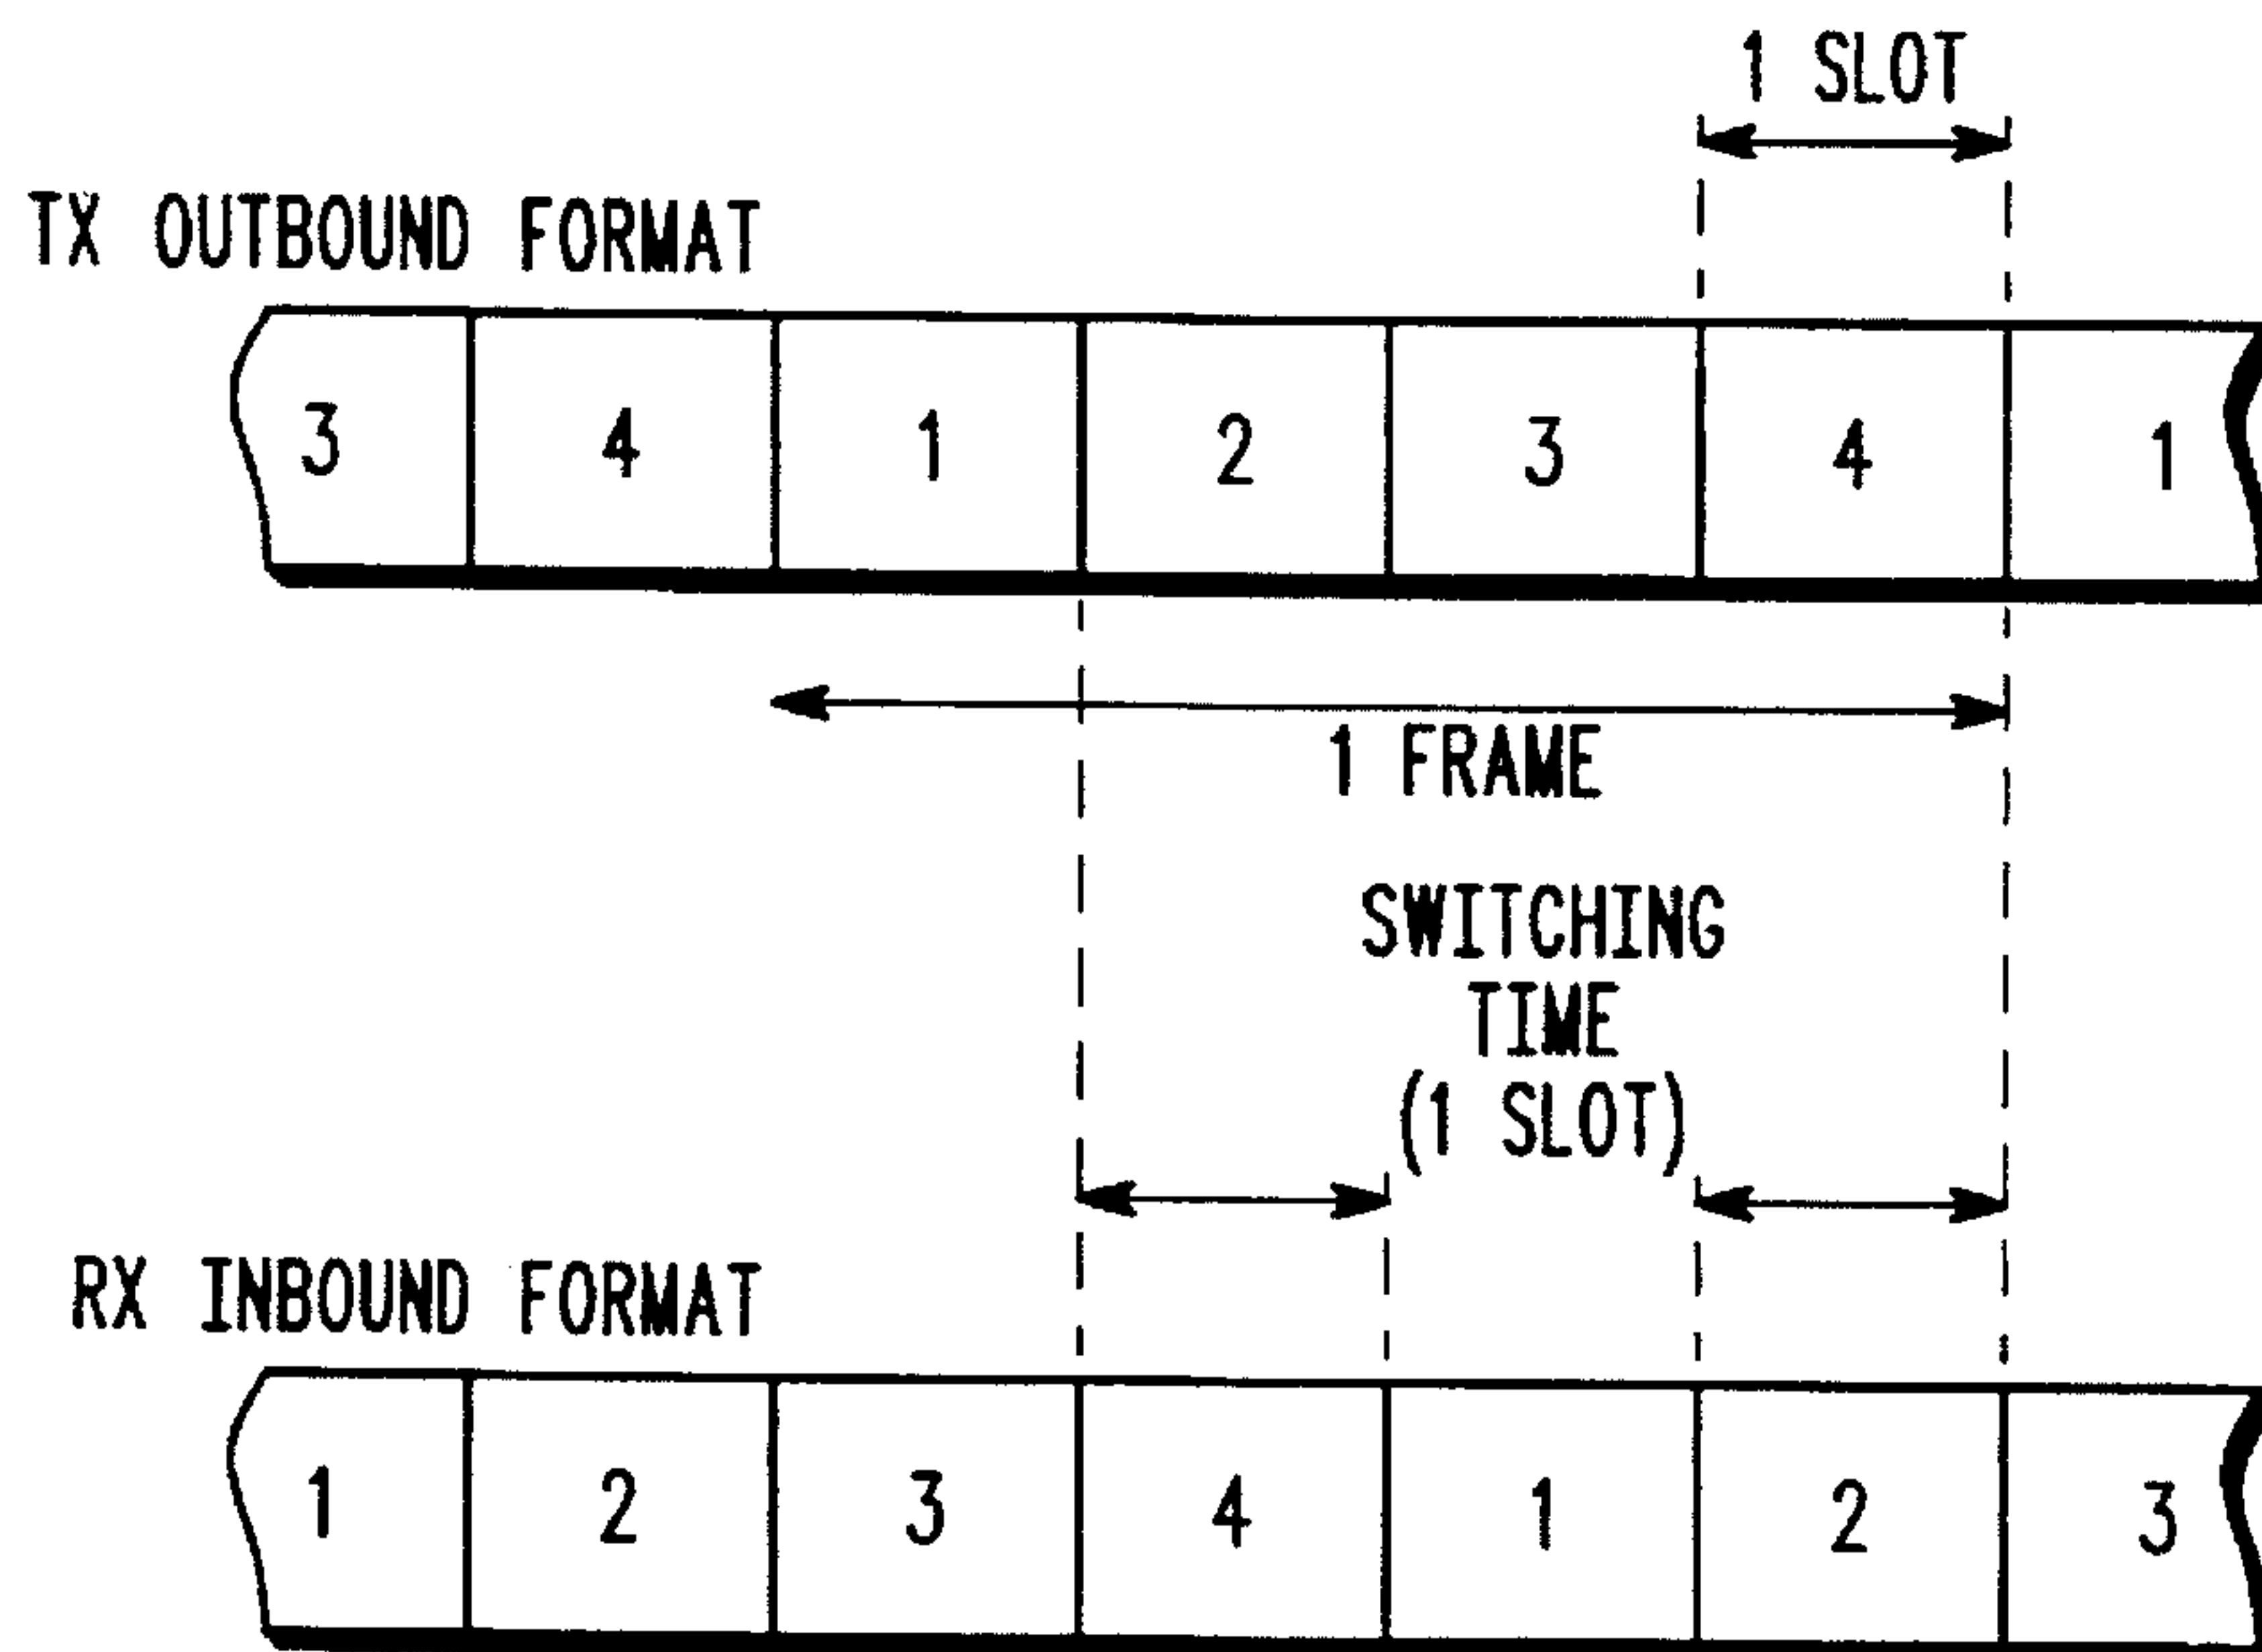 1 SLOT
TX OUTBOUND FORMAT
3 4 1 2 3 4 1
1 FRAME
SWITCHING
TIME
(1 SLOT)
RX INBOUND FORMAT
1 2 3 4 1 2 3